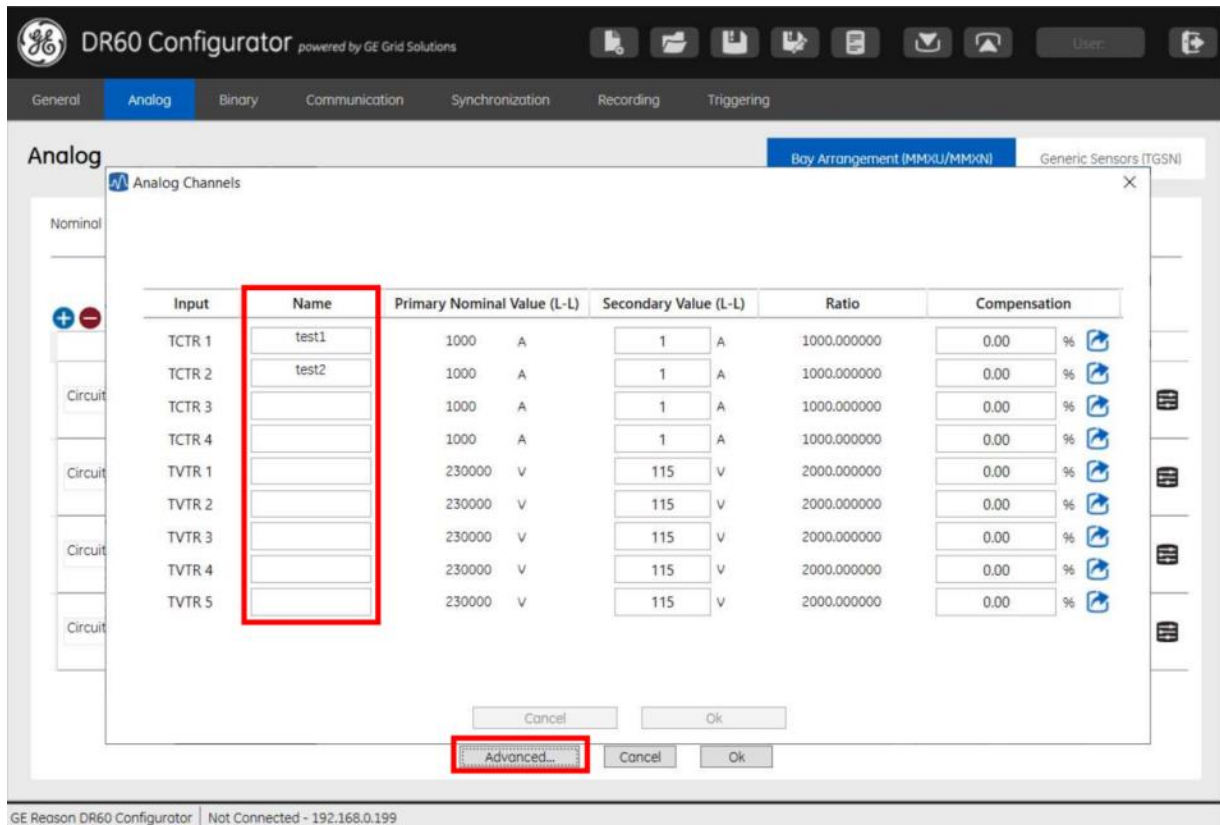 DR60 Configurator powered by GE Grid Solutions User:
General Analog Binary Communication Synchronization Recording Triggering
Analog Bay Arrangement (MMXU/MMXN) Generic Sensors (TGSN)
Analog Channels
Nominal
Input Name Primary Nominal Value (L-L) Secondary Value (L-L) Ratio Compensation
TCTR 1 test1 1000 A 1 A 1000.000000 0.00 %
TCTR 2 test2 1000 A 1 A 1000.000000 0.00 %
Circuit
TCTR 3 1000 A 1 A 1000.000000 0.00 %
TCTR 4 1000 A 1 A 1000.000000 0.00 %
Circuit
TVTR 1 230000 V 115 V 2000.000000 0.00 %
TVTR 2 230000 V 115 V 2000.000000 0.00 %
TVTR 3 230000 V 115 V 2000.000000 0.00 %
Circuit
TVTR 4 230000 V 115 V 2000.000000 0.00 %
TVTR 5 230000 V 115 V 2000.000000 0.00 %
Circuit
Cancel Ok
Advanced... Cancel Ok
GE Reason DR60 Configurator Not Connected - 192.168.0.199